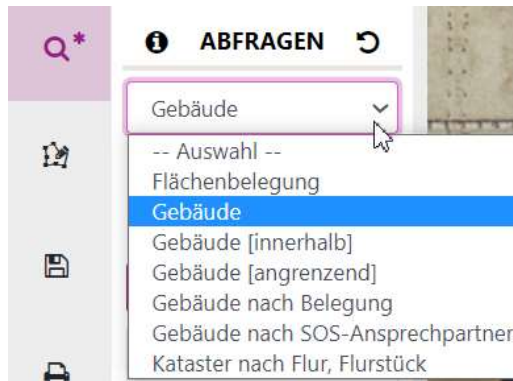 ABFRAGEN
Gebäude
-- Auswahl --
Flächenbelegung
Gebäude
Gebäude [innerhalb]
Gebäude [angrenzend]
Gebäude nach Belegung
Gebäude nach SOS-Ansprechpartner
Kataster nach Flur, Flurstück